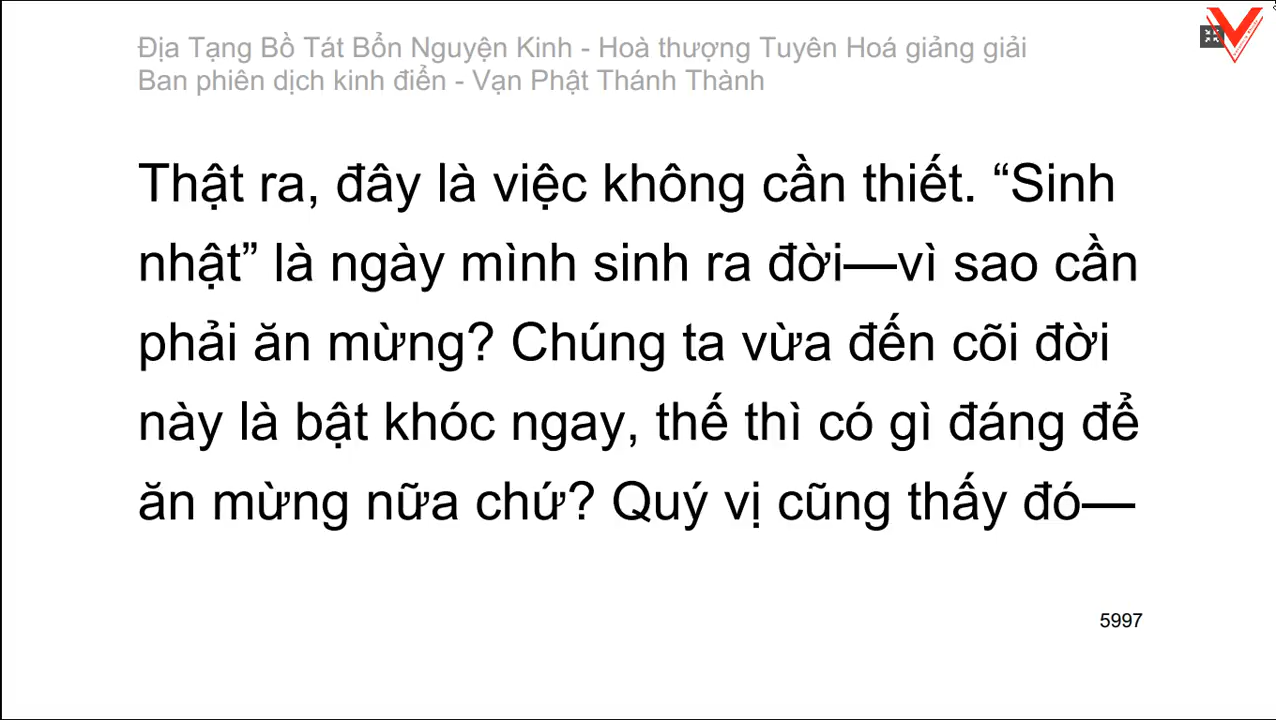 Địa Tạng Bồ Tát Bổn Nguyện Kinh - Hoà thượng Tuyên Hoá giảng giải
Ban phiên dịch kinh điển - Vạn Phật Thánh Thành
Thật ra, đây là việc không cần thiết. “Sinh
nhật” là ngày mình sinh ra đời—vì sao cần
phải ăn mừng? Chúng ta vừa đến cõi đời
này là bật khóc ngay, thế thì có gì đáng để
ăn mừng nữa chứ? Quý vị cũng thấy đó—
5997